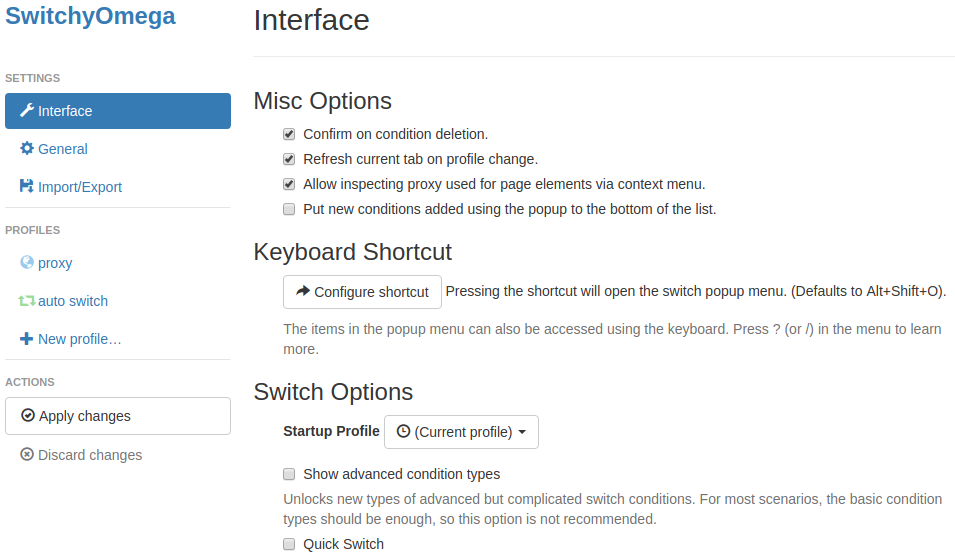 SwitchyOmega
SETTINGS
Interface
General
Import/Export
PROFILES
proxy
auto switch
New profile…
ACTIONS
Apply changes
Discard changes
Interface
Misc Options
Confirm on condition deletion.
Refresh current tab on profile change.
Allow inspecting proxy used for page elements via context menu.
Put new conditions added using the popup to the bottom of the list.
Keyboard Shortcut
Configure shortcut Pressing the shortcut will open the switch popup menu. (Defaults to Alt+Shift+O).
The items in the popup menu can also be accessed using the keyboard. Press ? (or /) in the menu to learn
more.
Switch Options
Startup Profile (Current profile)
Show advanced condition types
Unlocks new types of advanced but complicated switch conditions. For most scenarios, the basic condition
types should be enough, so this option is not recommended.
Quick Switch